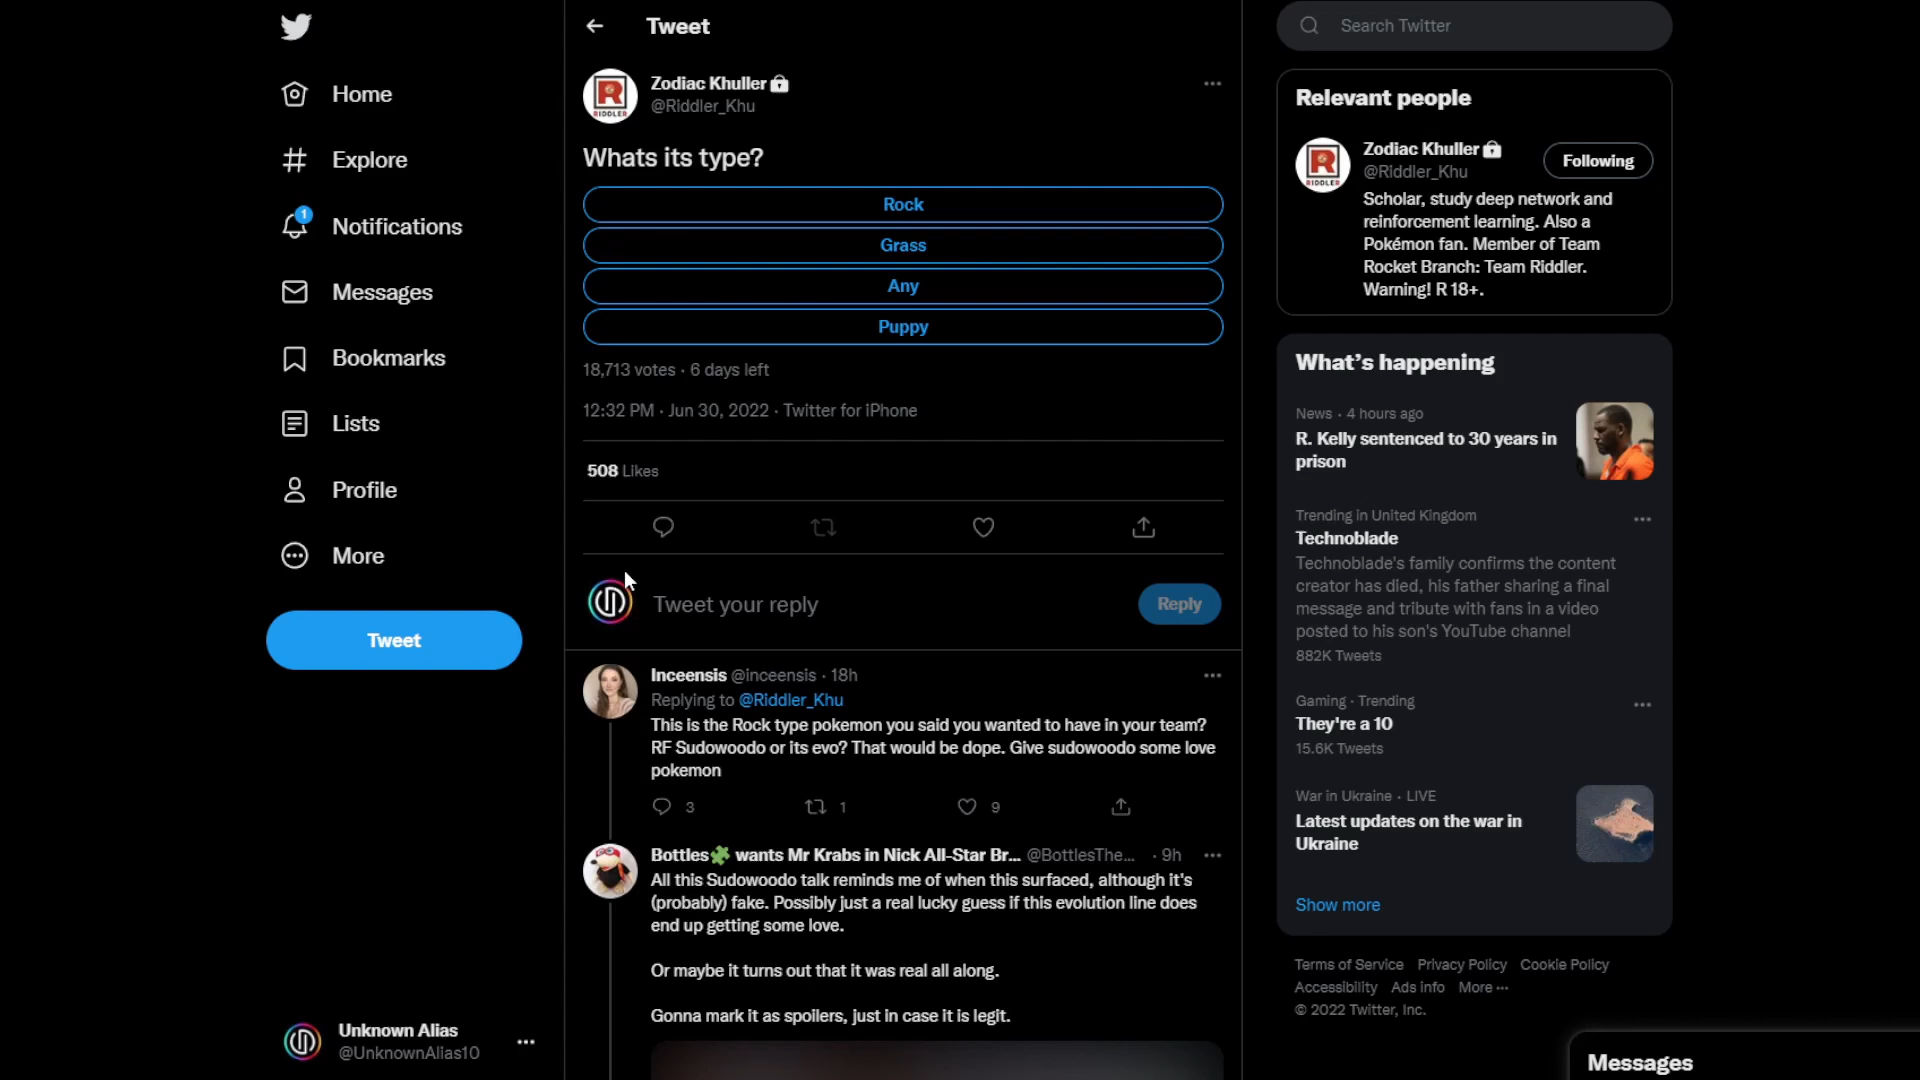 Home
Explore
1
Notifications
Messages
Bookmarks
Lists
Profile
More
Tweet
Unknown Alias
@UnknownAlias10
Tweet
RIDDLER
Zodiac Khuller
@Riddler_Khu
Whats its type?
Rock
Grass
Any
Puppy
18,713 votes · 6 days left
12:32 PM · Jun 30, 2022 · Twitter for iPhone
508 Likes
Tweet your reply
Reply
Inceensis @inceensis · 18h
Replying to @Riddler_Khu
This is the Rock type pokemon you said you wanted to have in your team?
RF Sudowoodo or its evo? That would be dope. Give sudowoodo some love
pokemon
3 1 9
Bottles wants Mr Krabs in Nick All-Star Br... @BottlesThe... · 9h
All this Sudowoodo talk reminds me of when this surfaced, although it's
(probably) fake. Possibly just a real lucky guess if this evolution line does
end up getting some love.
Or maybe it turns out that it was real all along.
Gonna mark it as spoilers, just in case it is legit.
Search Twitter
Relevant people
RIDDLER
Zodiac Khuller
@Riddler_Khu
Following
Scholar, study deep network and
reinforcement learning. Also a
Pokémon fan. Member of Team
Rocket Branch: Team Riddler.
Warning! R 18+.
What's happening
News · 4 hours ago
R. Kelly sentenced to 30 years in
prison
Trending in United Kingdom
Technoblade
Technoblade's family confirms the content
creator has died, his father sharing a final
message and tribute with fans in a video
posted to his son's YouTube channel
882K Tweets
Gaming · Trending
They're a 10
15.6K Tweets
War in Ukraine · LIVE
Latest updates on the war in
Ukraine
Show more
Terms of Service Privacy Policy Cookie Policy
Accessibility Ads info More ···
© 2022 Twitter, Inc.
Messages